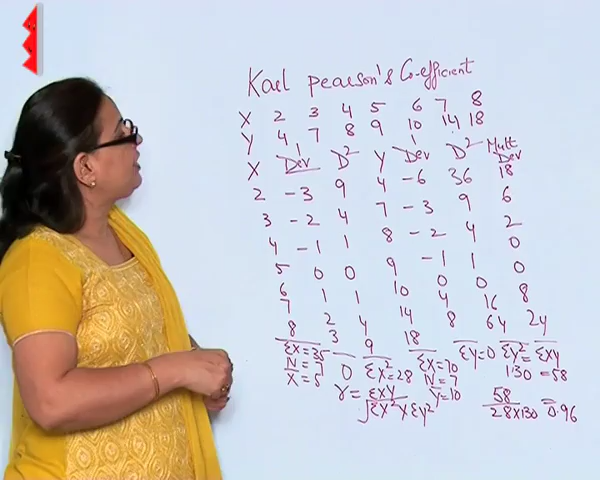 Karl pearson's Co-efficient
X 2 3 4 5 6 7 8
Y 4 7 8 9 10 14 18
X Dev D² Y Dev D² Mult Dev
2 -3 9 4 -6 36 18
3 -2 4 7 -3 9 6
4 -1 1 8 -2 4 2
5 0 0 9 -1 1 0
6 1 1 10 0 0 0
7 2 4 14 4 16 8
8 3 9 18 8 64 24
ΣX=35 0 Σx²=28 ΣX=70 Σy=0 Σy²=130 Σxy=58
N=7 N=7
X̄=5 Ȳ=10
r = Σxy / √Σx² x Σy² 58 / 28x130 = 0.96